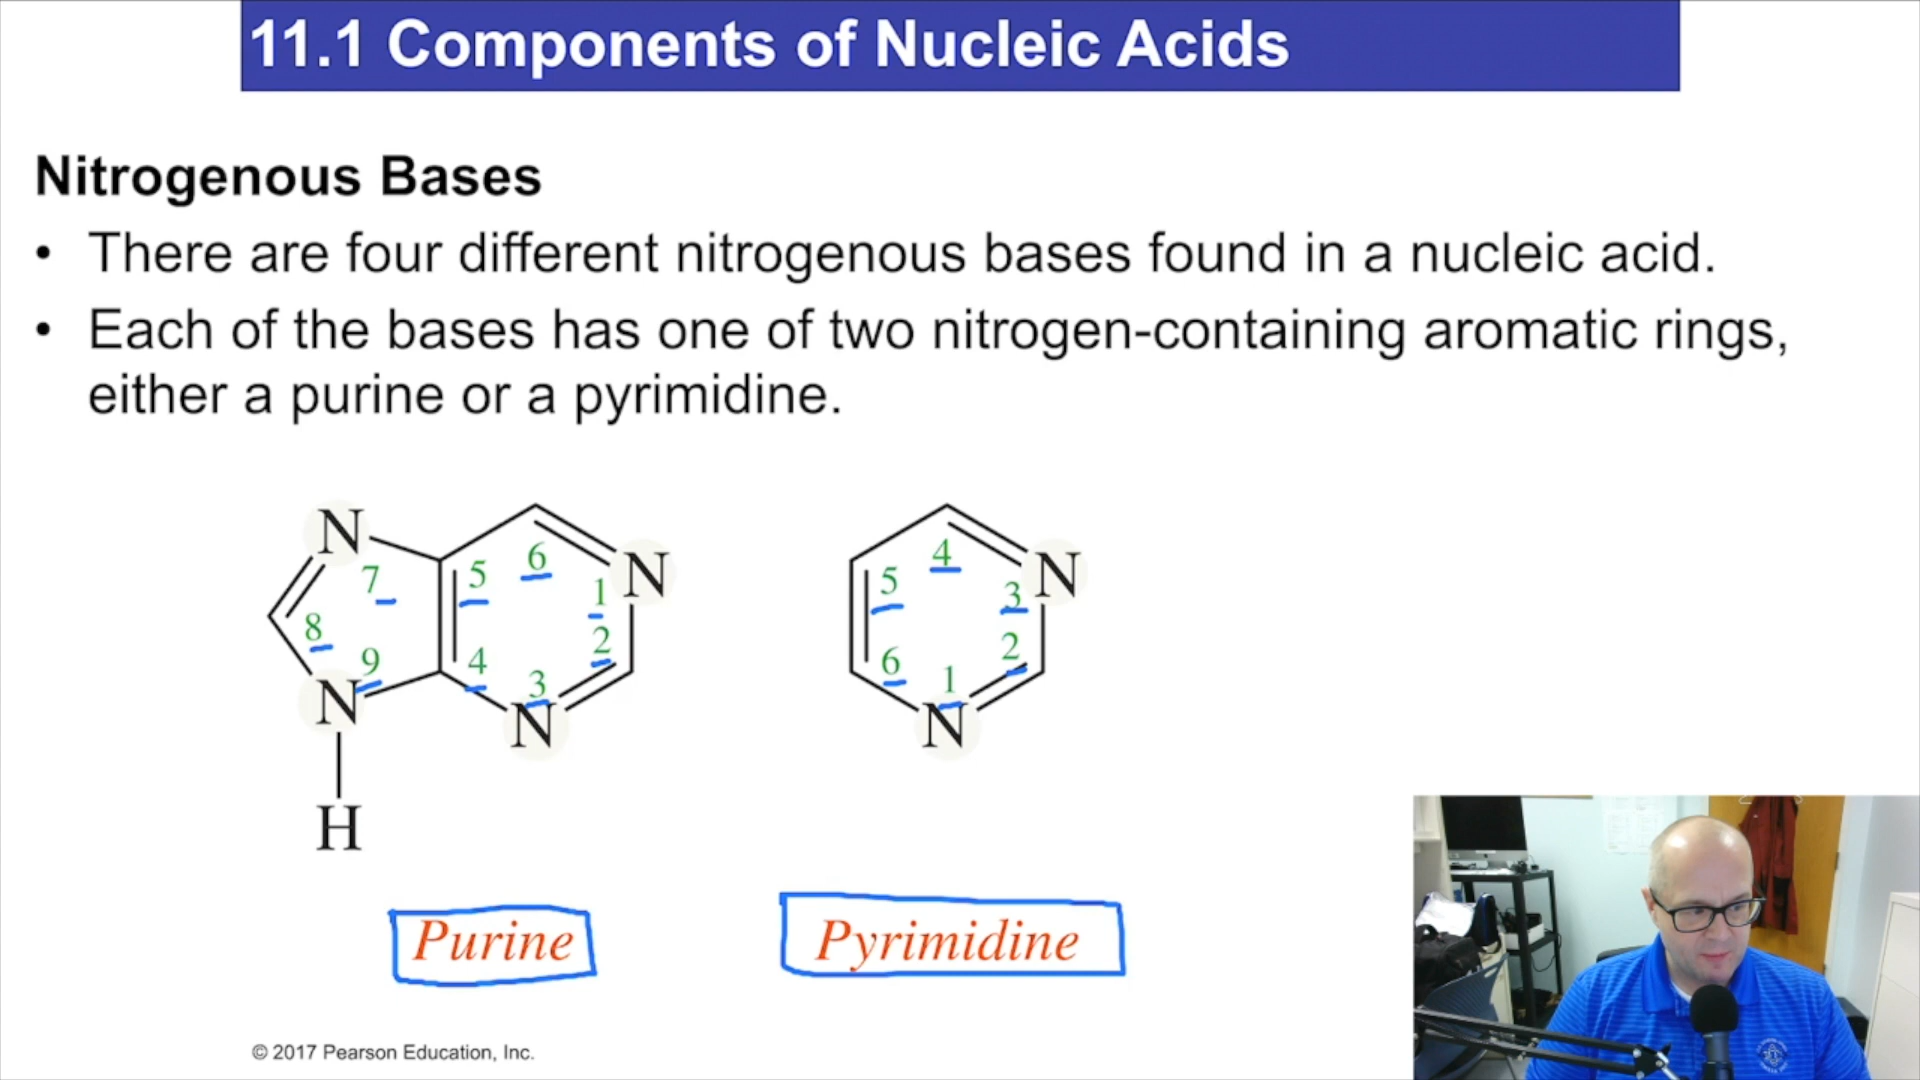 11.1 Components of Nucleic Acids
Nitrogenous Bases
• There are four different nitrogenous bases found in a nucleic acid.
• Each of the bases has one of two nitrogen-containing aromatic rings,
either a purine or a pyrimidine.
N
7
8
9
N
H
5
6
N
1
2
3
4
N
4
5
N
3
2
6
1
N
Purine
Pyrimidine
© 2017 Pearson Education, Inc.